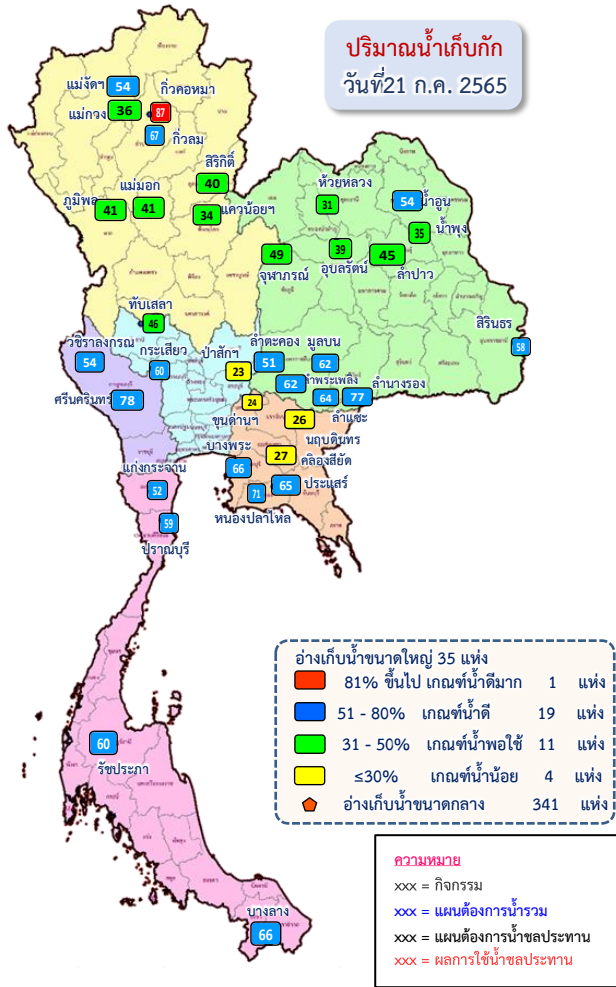 ปริมาณน้ำเก็บกัก
วันที่21 ก.ค. 2565
แม่งัดฯ
54
กิ่วคอหมา
แม่กวง
36
87
67
กิ่วลม
สิริกิติ์
40
ภูมิพล
41
แม่มอก
41
34
แควน้อยฯ
ห้วยหลวง
31
54
น้ำอูน
35
น้ำพุง
49
จุฬาภรณ์
39
อุบลรัตน์
45
ลำปาว
ทับเสลา
46
สิรินธร
58
วชิราลงกรณ
54
กระเสียว
60
ป่าสักฯ
23
ลำตะคอง
51
มูลบน
62
62
ลำพระเพลิง
64
ลำแซะ
77
ลำนางรอง
ศรีนครินทร์
78
24
ขุนด่านฯ
26
นฤบดินทร
บางพระ
66
27
คลองสียัด
65
ประแสร์
71
หนองปลาไหล
แก่งกระจาน
52
59
ปราณบุรี
60
รัชประภา
บางลาง
66
อ่างเก็บน้ำขนาดใหญ่ 35 แห่ง
81% ขึ้นไป เกณฑ์น้ำดีมาก 1 แห่ง
51 - 80% เกณฑ์น้ำดี 19 แห่ง
31 - 50% เกณฑ์น้ำพอใช้ 11 แห่ง
≤30% เกณฑ์น้ำน้อย 4 แห่ง
อ่างเก็บน้ำขนาดกลาง 341 แห่ง
ความหมาย
xxx = กิจกรรม
xxx = แผนต้องการน้ำรวม
xxx = แผนต้องการน้ำชลประทาน
xxx = ผลการใช้น้ำชลประทาน